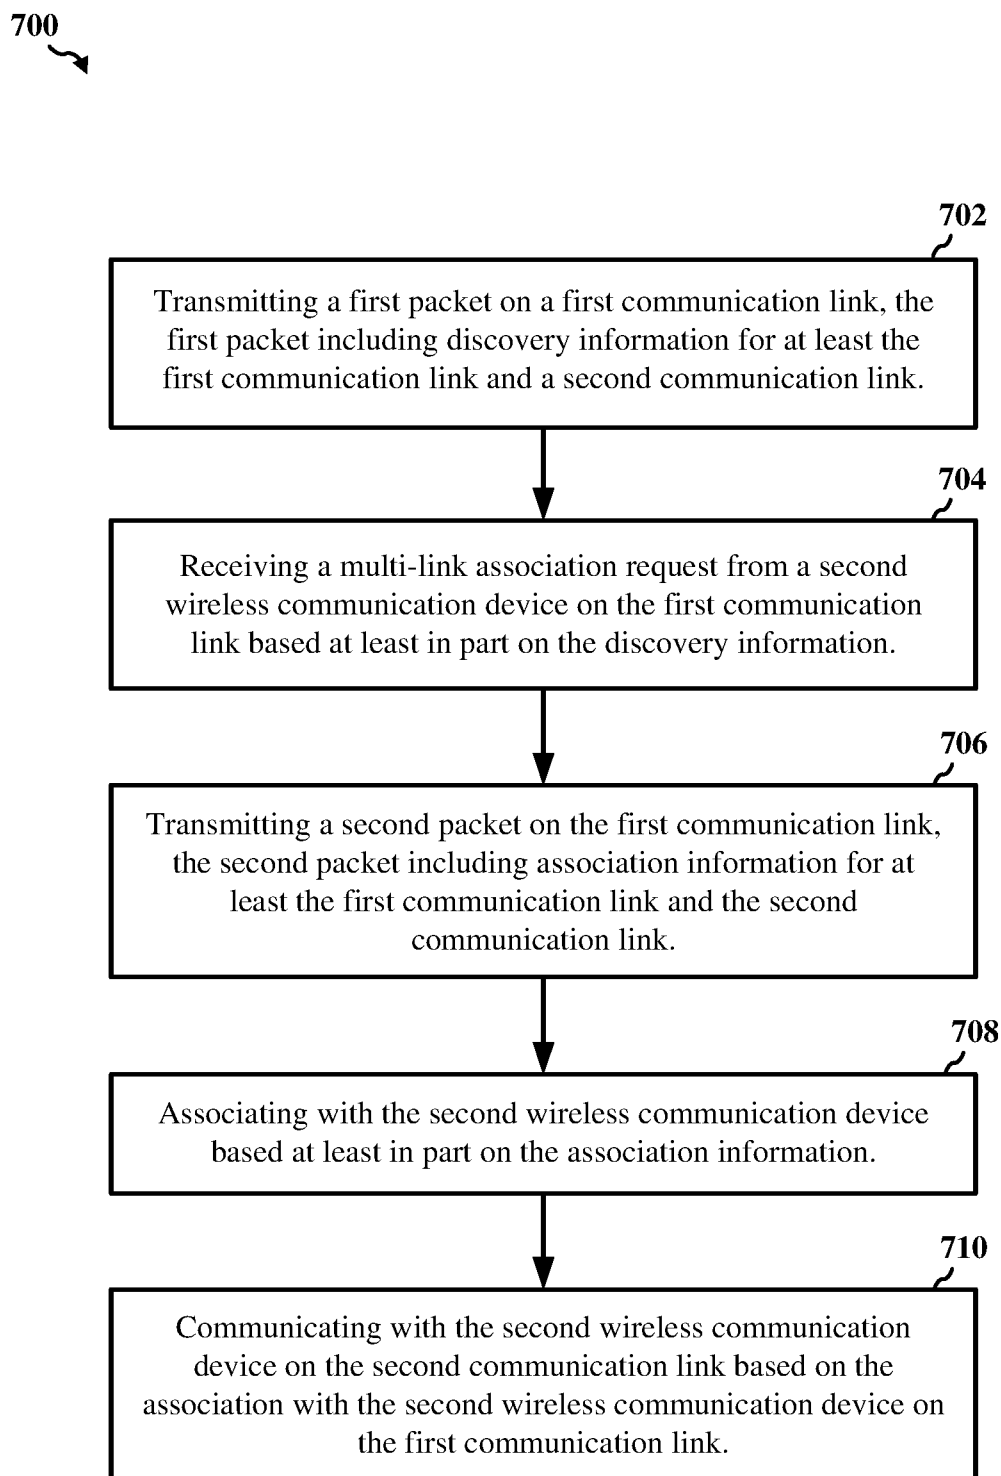 700
702
Transmitting a first packet on a first communication link, the
first packet including discovery information for at least the
first communication link and a second communication link.
704
Receiving a multi-link association request from a second
wireless communication device on the first communication
link based at least in part on the discovery information.
706
Transmitting a second packet on the first communication link,
the second packet including association information for at
least the first communication link and the second
communication link.
708
Associating with the second wireless communication device
based at least in part on the association information.
710
Communicating with the second wireless communication
device on the second communication link based on the
association with the second wireless communication device on
the first communication link.